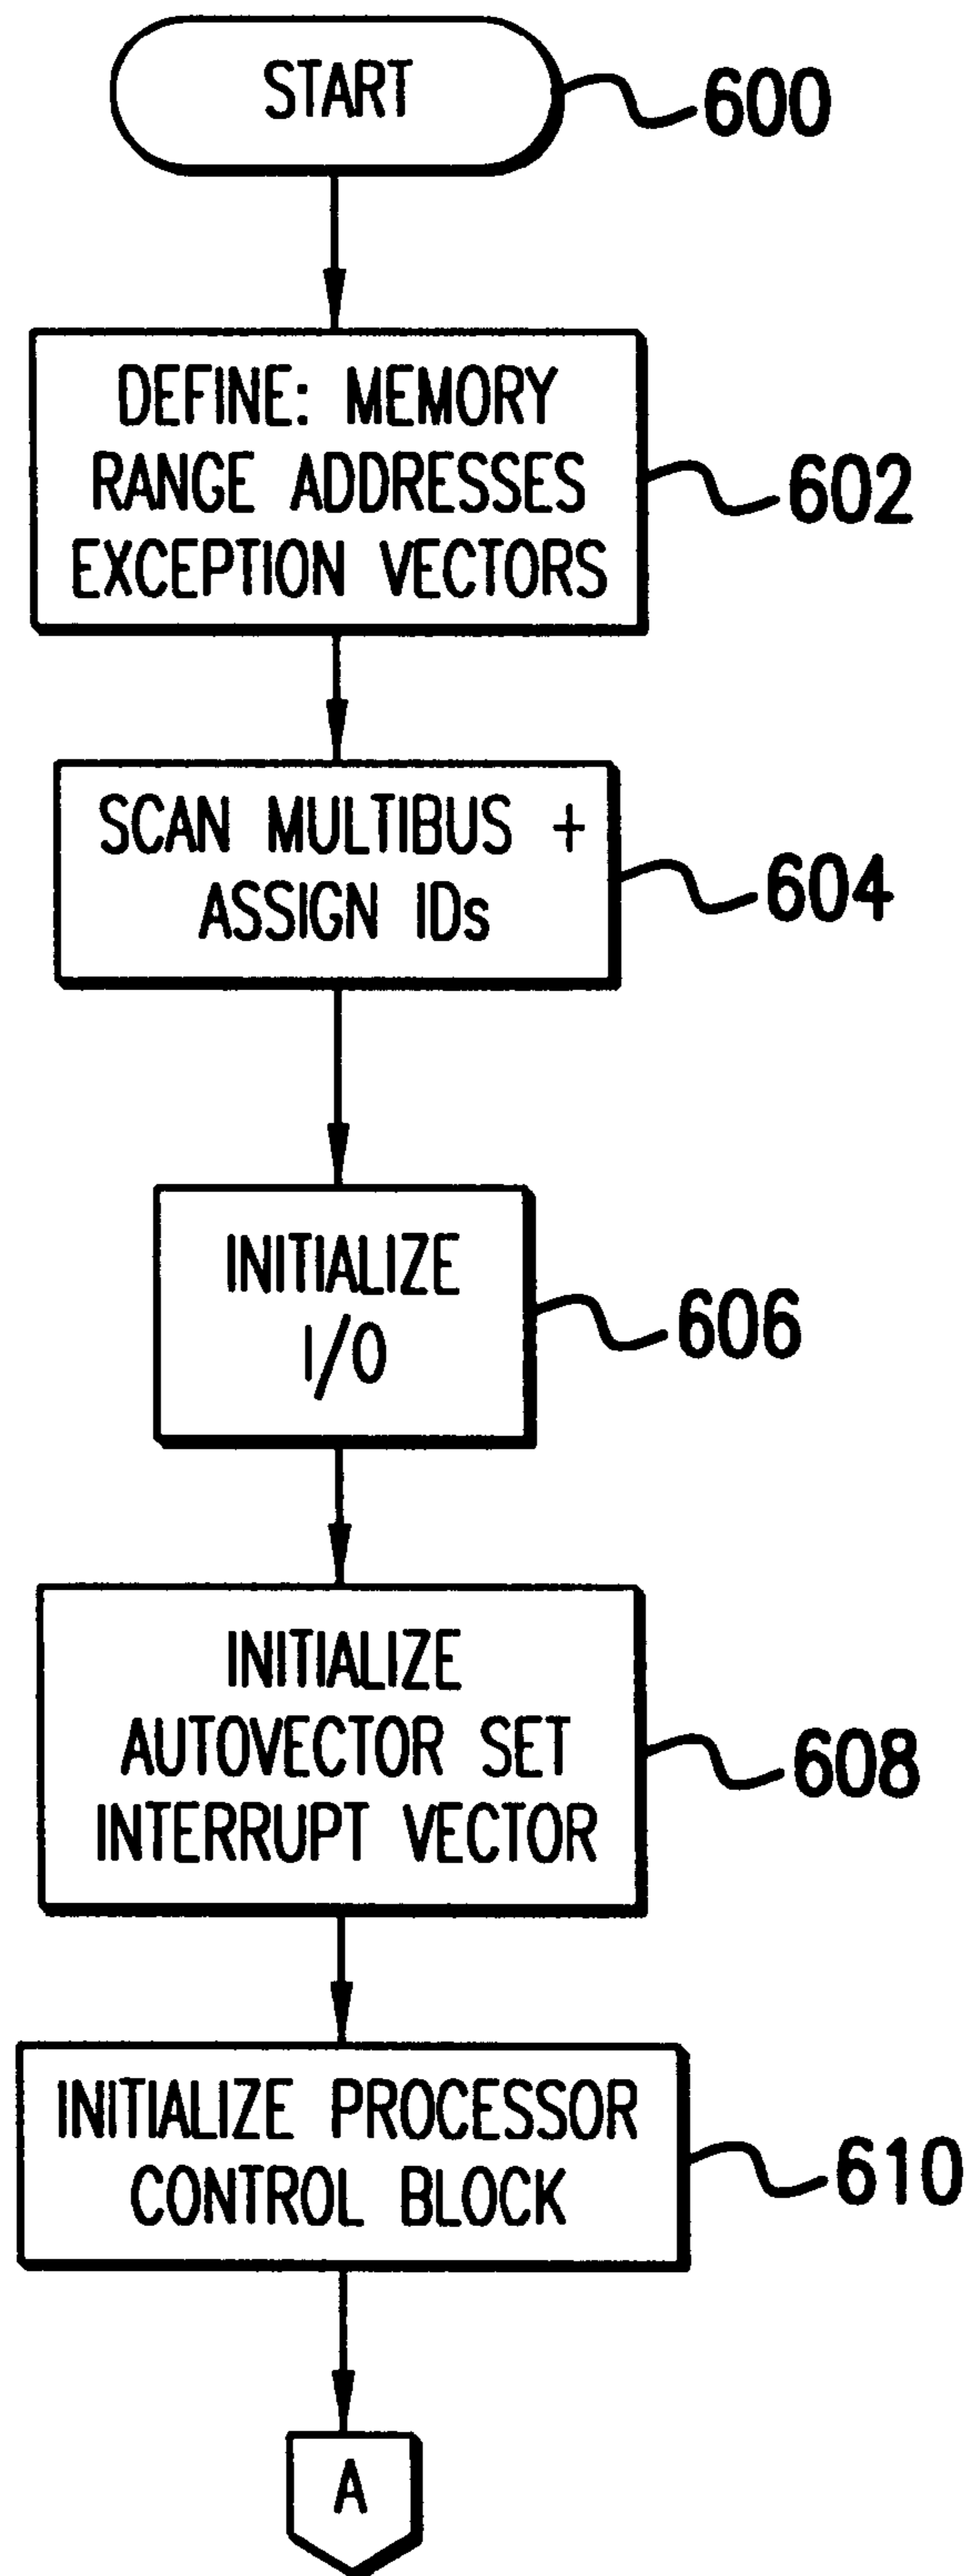 START
600
DEFINE: MEMORY
RANGE ADDRESSES
EXCEPTION VECTORS
602
SCAN MULTIBUS +
ASSIGN IDs
604
INITIALIZE
I/O
606
INITIALIZE
AUTOVECTOR SET
INTERRUPT VECTOR
608
INITIALIZE PROCESSOR
CONTROL BLOCK
610
A